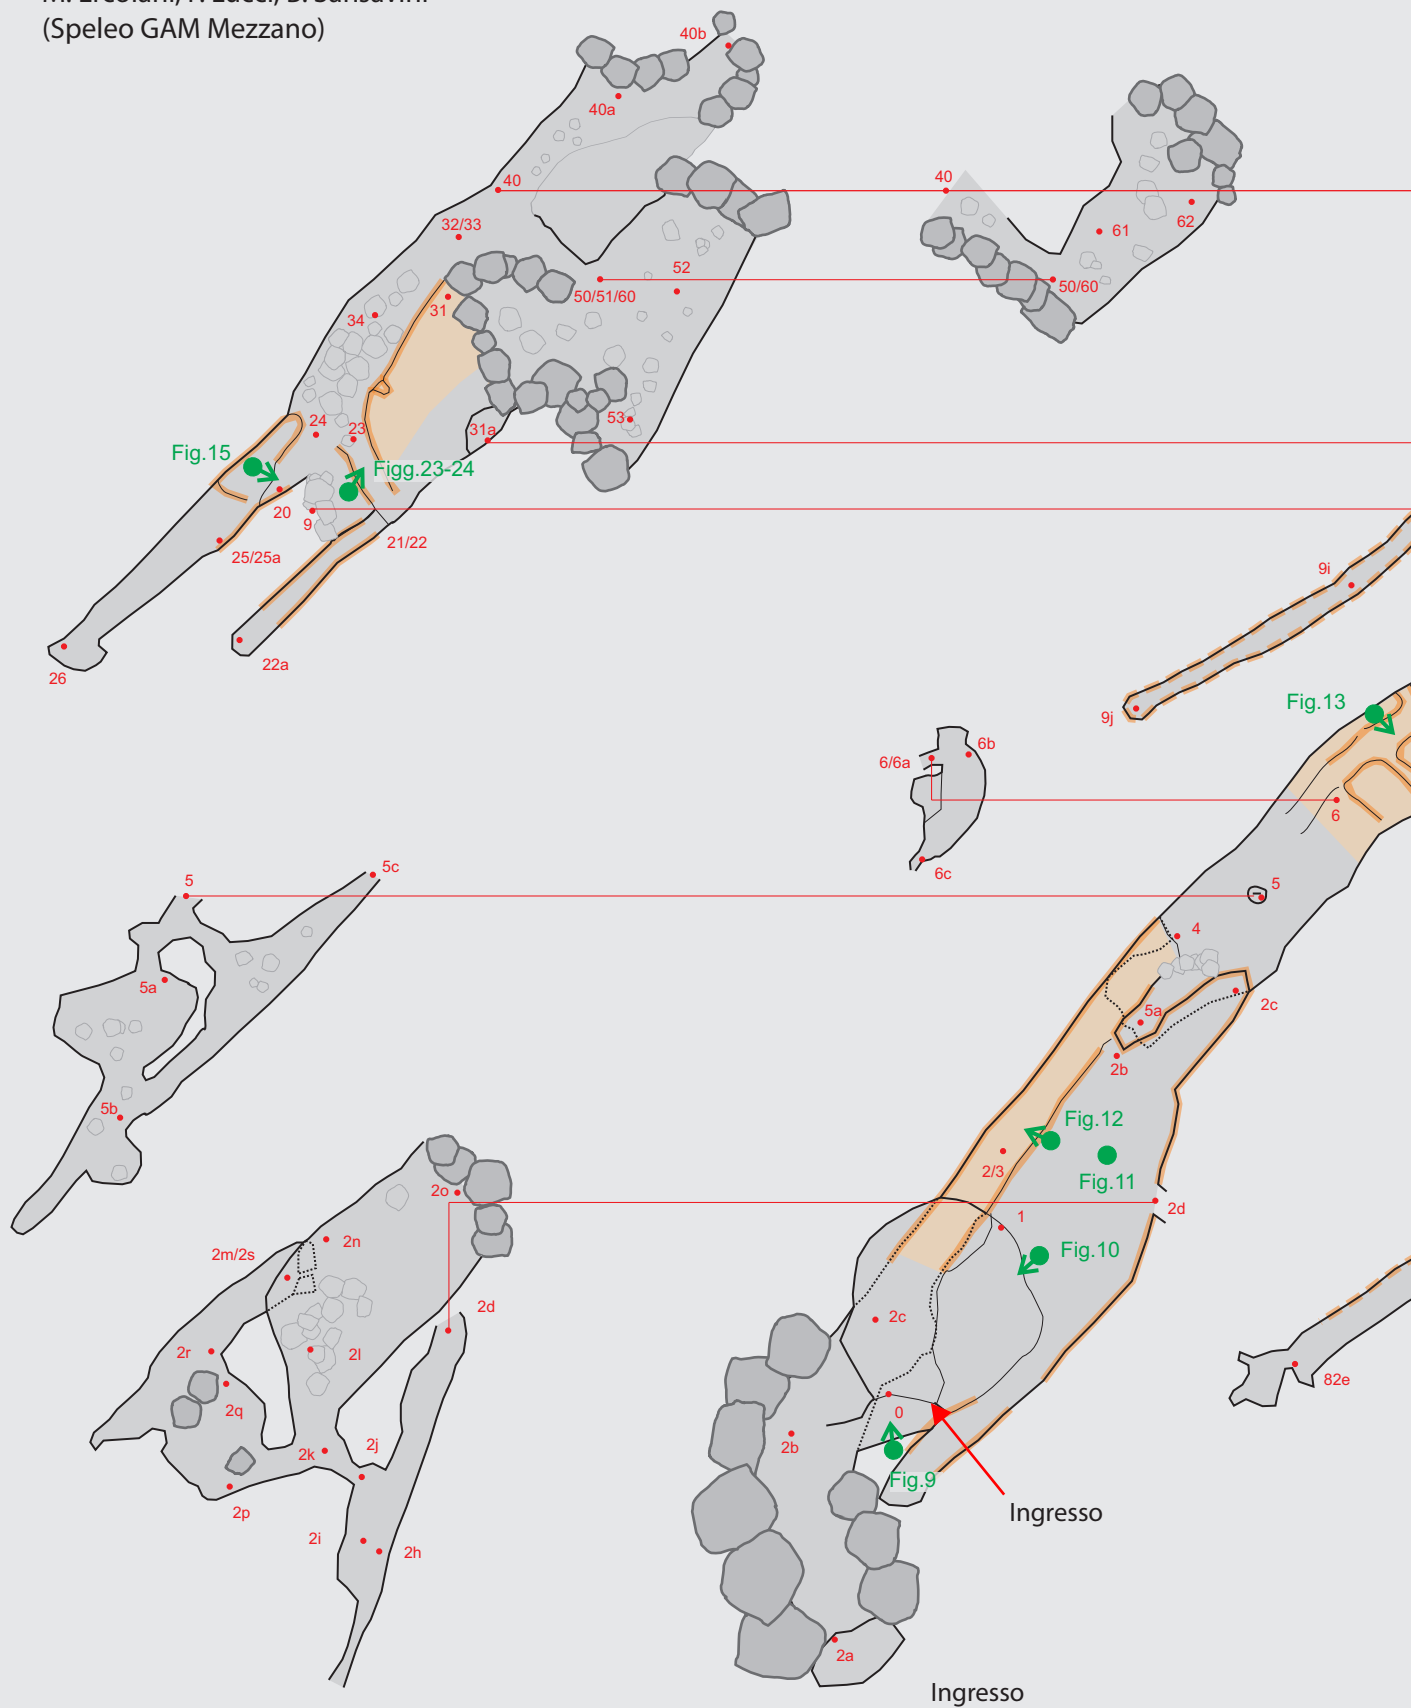 (Speleo GAM Mezzano)
40b
40a
40
40
32/33
61
62
52
50/51/60
50/60
31
34
24
23
53
31a
Fig.15
Figg.23-24
20
9
21/22
25/25a
9i
22a
26
9j
Fig.13
6/6a
6b
6
6c
5
5c
5
4
5a
5a
2c
2b
5b
Fig.12
2/3
Fig.11
2o
2d
2n
1
2m/2s
Fig.10
2d
2c
2r
2l
82e
2q
0
2b
2k
2j
Fig.9
2p
Ingresso
2i
2h
2a
Ingresso